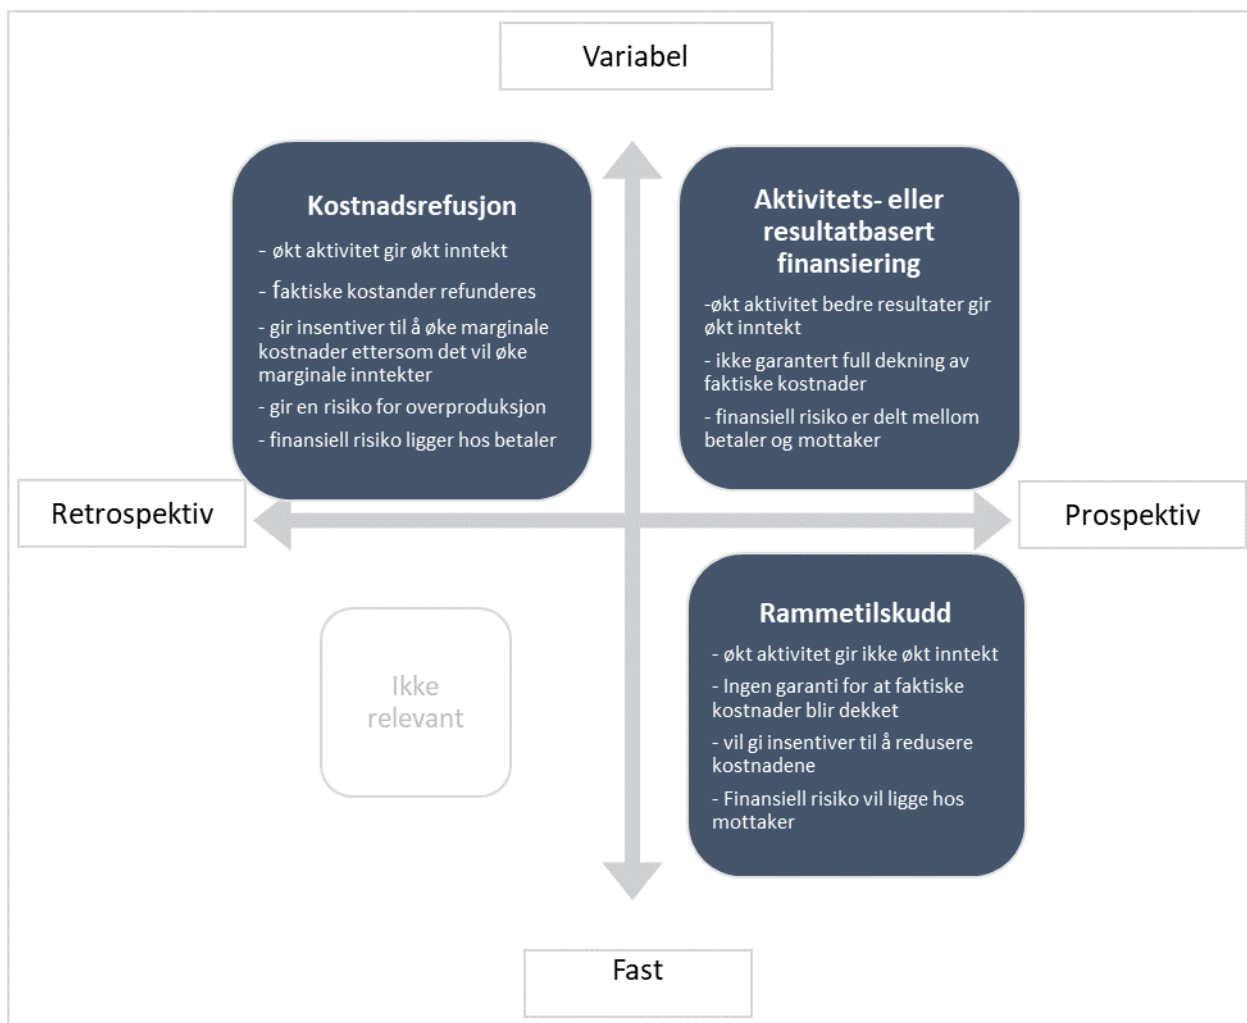 Variabel
Kostnadsrefusjon
- økt aktivitet gir økt inntekt
- faktiske kostander refunderes
- gir insentiver til å øke marginale
kostnader ettersom det vil øke
marginale inntekter
- gir en risiko for overproduksjon
- finansiell risiko ligger hos betaler
Aktivitets- eller
resultatbasert
finansiering
-økt aktivitet bedre resultater gir
økt inntekt
- ikke garantert full dekning av
faktiske kostnader
- finansiell risiko er delt mellom
betaler og mottaker
Retrospektiv
Prospektiv
Ikke
relevant
Rammetilskudd
- økt aktivitet gir ikke økt inntekt
- Ingen garanti for at faktiske
kostnader blir dekket
- vil gi insentiver til å redusere
kostnadene
- Finansiell risiko vil ligge hos
mottaker
Fast